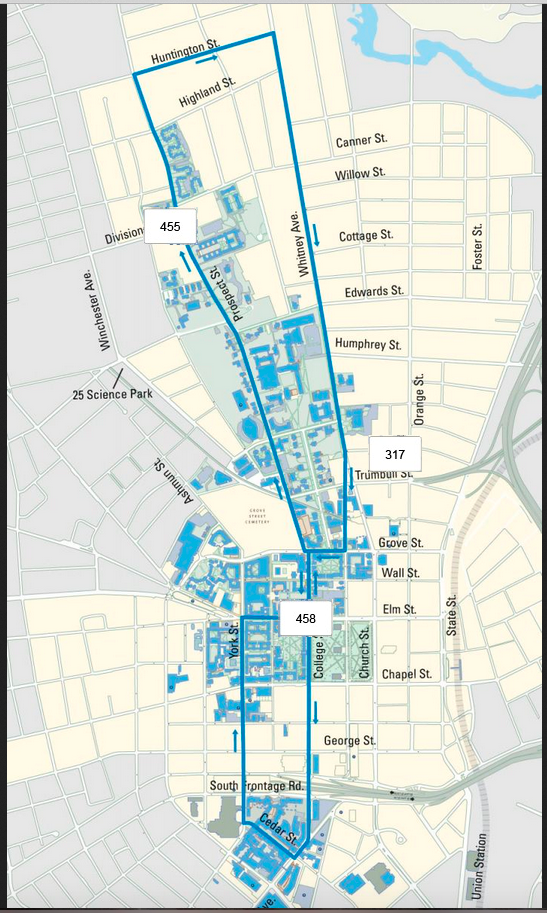 Huntington St.
Highland St.
Canner St.
Willow St.
455
Division
Cottage St.
Whitney Ave.
Foster St.
Prospect St.
Edwards St.
Winchester Ave.
Humphrey St.
25 Science Park
Orange St.
317
Trumbull St.
Ashmun St.
GROVE
STREET
CEMETERY
Grove St.
Wall St.
Elm St.
458
State St.
York St.
College
Church St.
Chapel St.
George St.
South Frontage Rd.
Cedar St.
Union Station
ve.